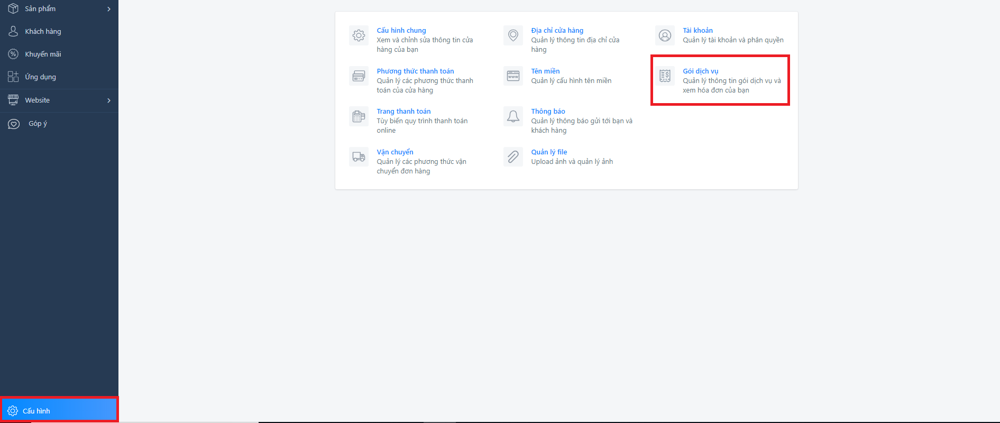 Sản phẩm
Khách hàng
Khuyến mãi
Ứng dụng
Website
Góp ý
Cấu hình
Cấu hình chung
Xem và chỉnh sửa thông tin cửa
hàng của bạn
Địa chỉ cửa hàng
Quản lý thông tin địa chỉ cửa
hàng
Tài khoản
Quản lý tài khoản và phân quyền
Phương thức thanh toán
Quản lý các phương thức thanh
toán của cửa hàng
Tên miền
Quản lý cấu hình tên miền
Gói dịch vụ
Quản lý thông tin gói dịch vụ và
xem hóa đơn của bạn
Trang thanh toán
Tùy biến quy trình thanh toán
online
Thông báo
Quản lý thông báo gửi tới bạn và
khách hàng
Vận chuyển
Quản lý các phương thức vận
chuyển đơn hàng
Quản lý file
Upload ảnh và quản lý ảnh